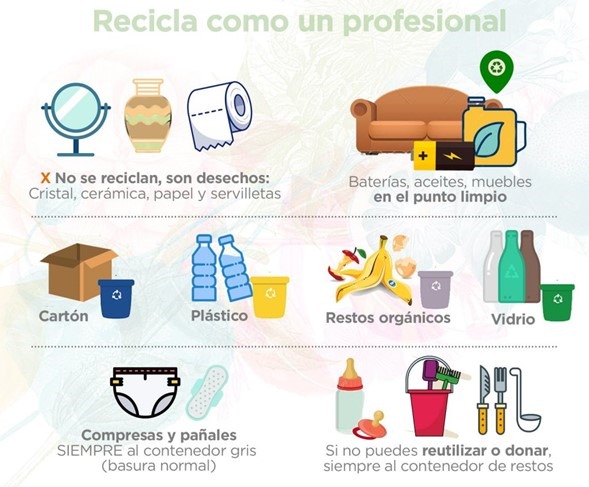 Recicla como un profesional
X No se reciclan, son desechos:
Cristal, cerámica, papel y servilletas
Baterías, aceites, muebles
en el punto limpio
Cartón
Plástico
Restos orgánicos
Vidrio
Compresas y pañales
SIEMPRE al contenedor gris
(basura normal)
Si no puedes reutilizar o donar,
siempre al contenedor de restos